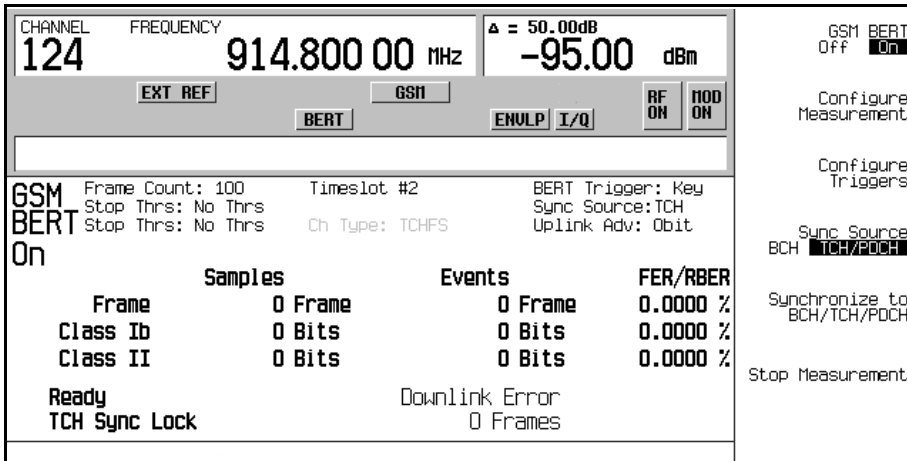 CHANNEL FREQUENCY Δ = 50.00dB
124 914.800 00 MHz -95.00 dBm
EXT REF GSM RF ON MOD ON
BERT ENVLP I/Q
GSM BERT On
Frame Count: 100 Timeslot #2 BERT Trigger: Key
Stop Thrs: No Thrs Sync Source:TCH
Stop Thrs: No Thrs Ch Type: TCHFS Uplink Adv: 0bit
Samples Events FER/RBER
Frame 0 Frame 0 Frame 0.0000 %
Class Ib 0 Bits 0 Bits 0.0000 %
Class II 0 Bits 0 Bits 0.0000 %
Ready Downlink Error
TCH Sync Lock 0 Frames
GSM BERT
Off On
Configure
Measurement
Configure
Triggers
Sync Source
BCH TCH/PDCH
Synchronize to
BCH/TCH/PDCH
Stop Measurement